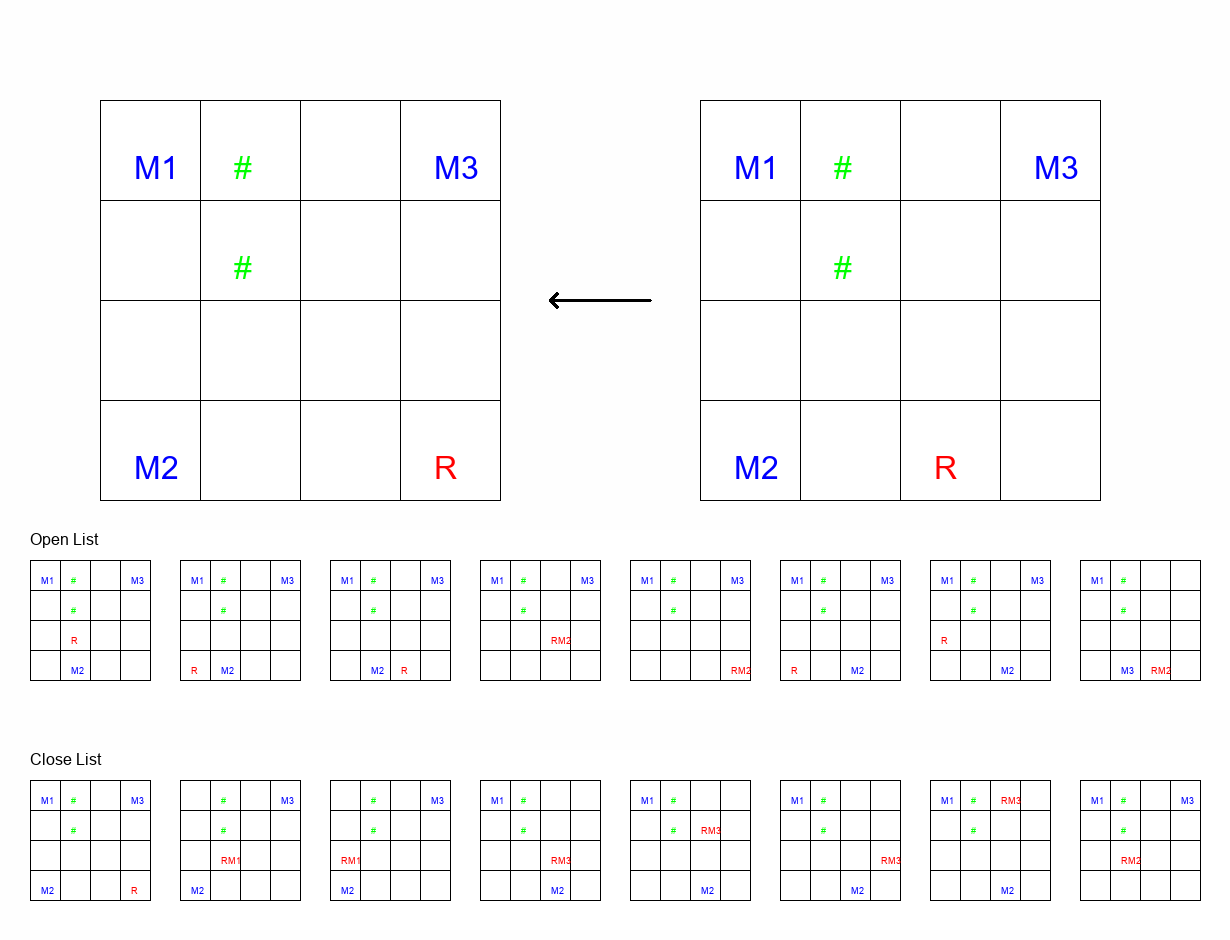 M1 # M3 M1 # M3
# #
M2 R M2 R
Open List
M1 # M3 M1 # M3 M1 # M3 M1 # M3 M1 # M3 M1 # M3 M1 # M3 M1 #
# # # # # # # #
R RM2 R
M2 R M2 M2 R RM2 R M2 M2 M3 RM2
Close List
M1 # M3 # M3 # M3 M1 # M1 # M1 # M1 # RM3 M1 # M3
# # # # # RM3 # # #
RM1 RM1 RM3 RM3 RM2
M2 R M2 M2 M2 M2 M2 M2